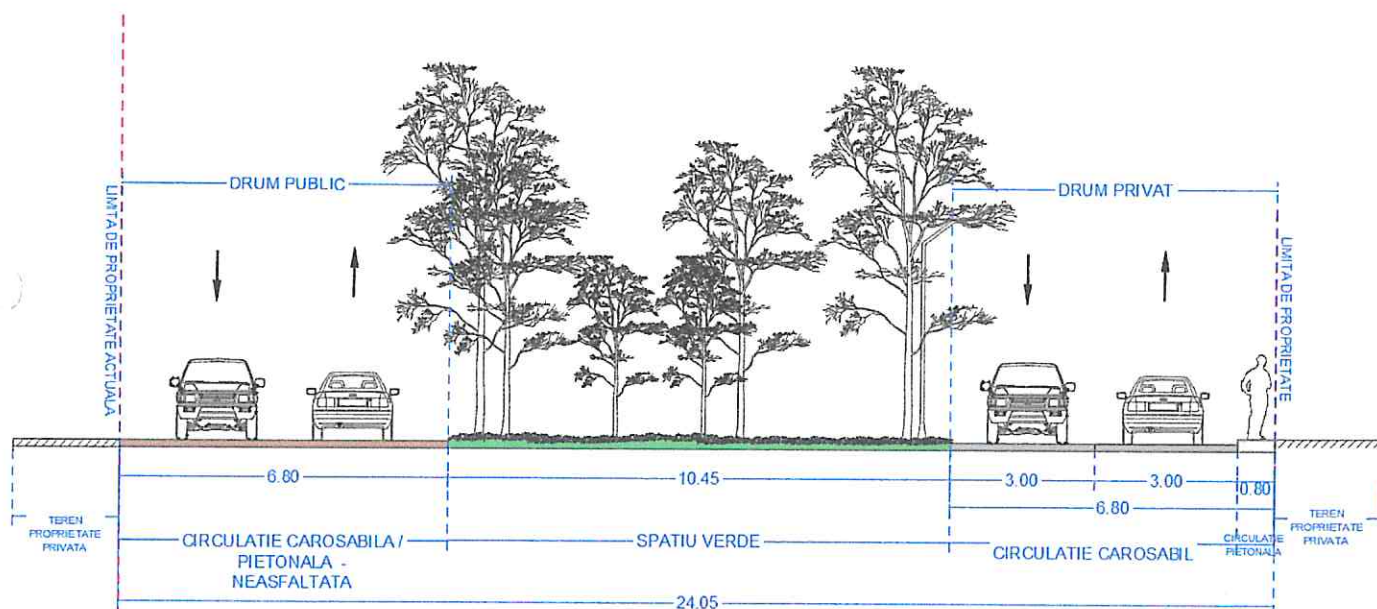 DRUM PUBLIC
DRUM PRIVAT
LIMITA DE PROPRIETATE ACTUALA
LIMITA DE PROPRIETATE
6.80
10.45
3.00
3.00
0.80
6.80
TEREN
PROPRIETATE
PRIVATA
CIRCULATIE CAROSABILA /
PIETONALA -
NEASFALTATA
SPATIU VERDE
CIRCULATIE CAROSABIL
CIRCULATIE
PIETONALA
TEREN
PROPRIETATE
PRIVATA
24.05